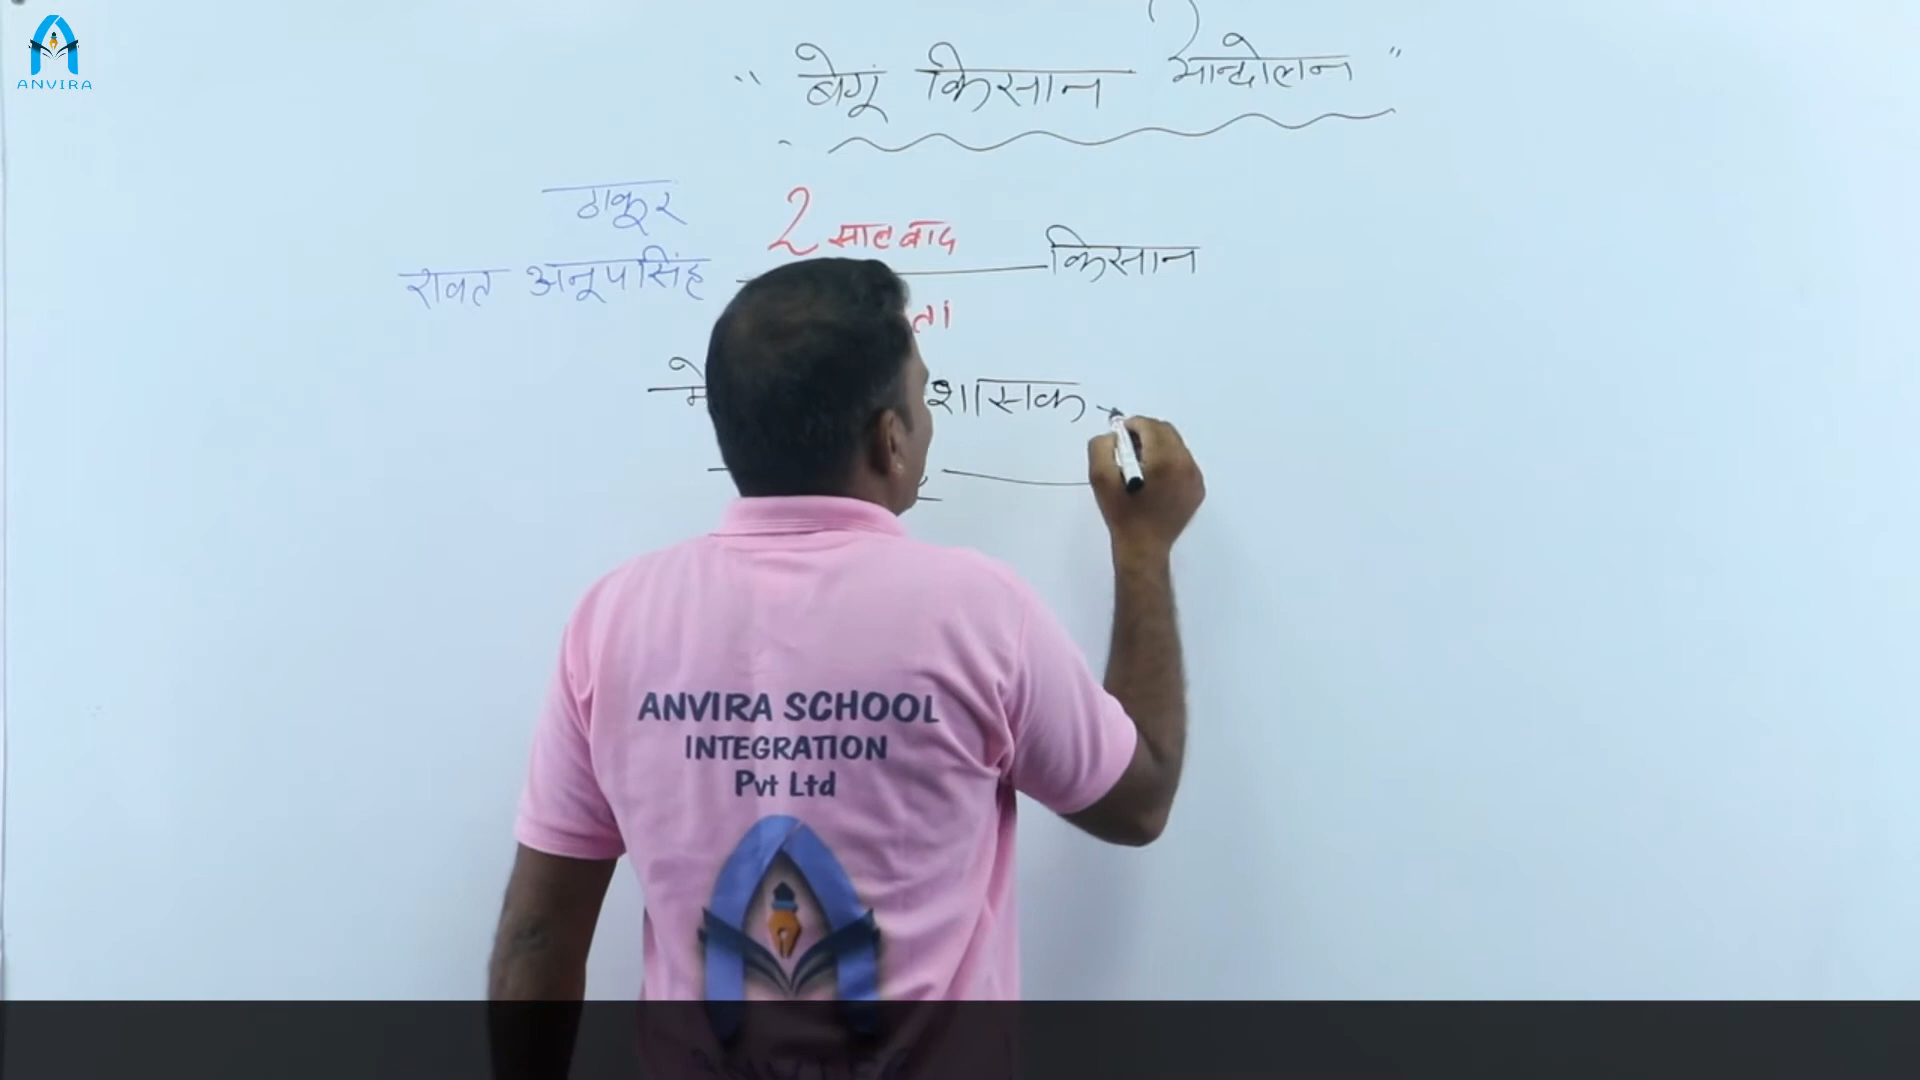 ANVIRA
" बेगूं किसान आन्दोलन "
ठाकुर
2 साल बाद
रावत अनूपसिंह
किसान
शासक
ANVIRA SCHOOL
INTEGRATION
Pvt Ltd